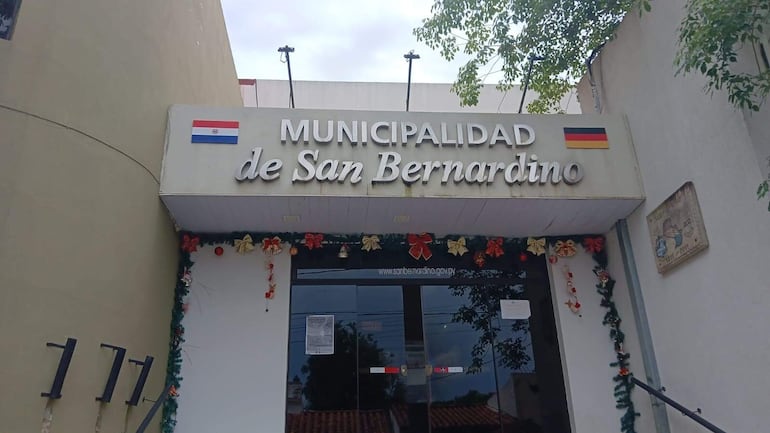 MUNICIPALIDAD
de San Bernardino
www.sanbernardino.gov.py